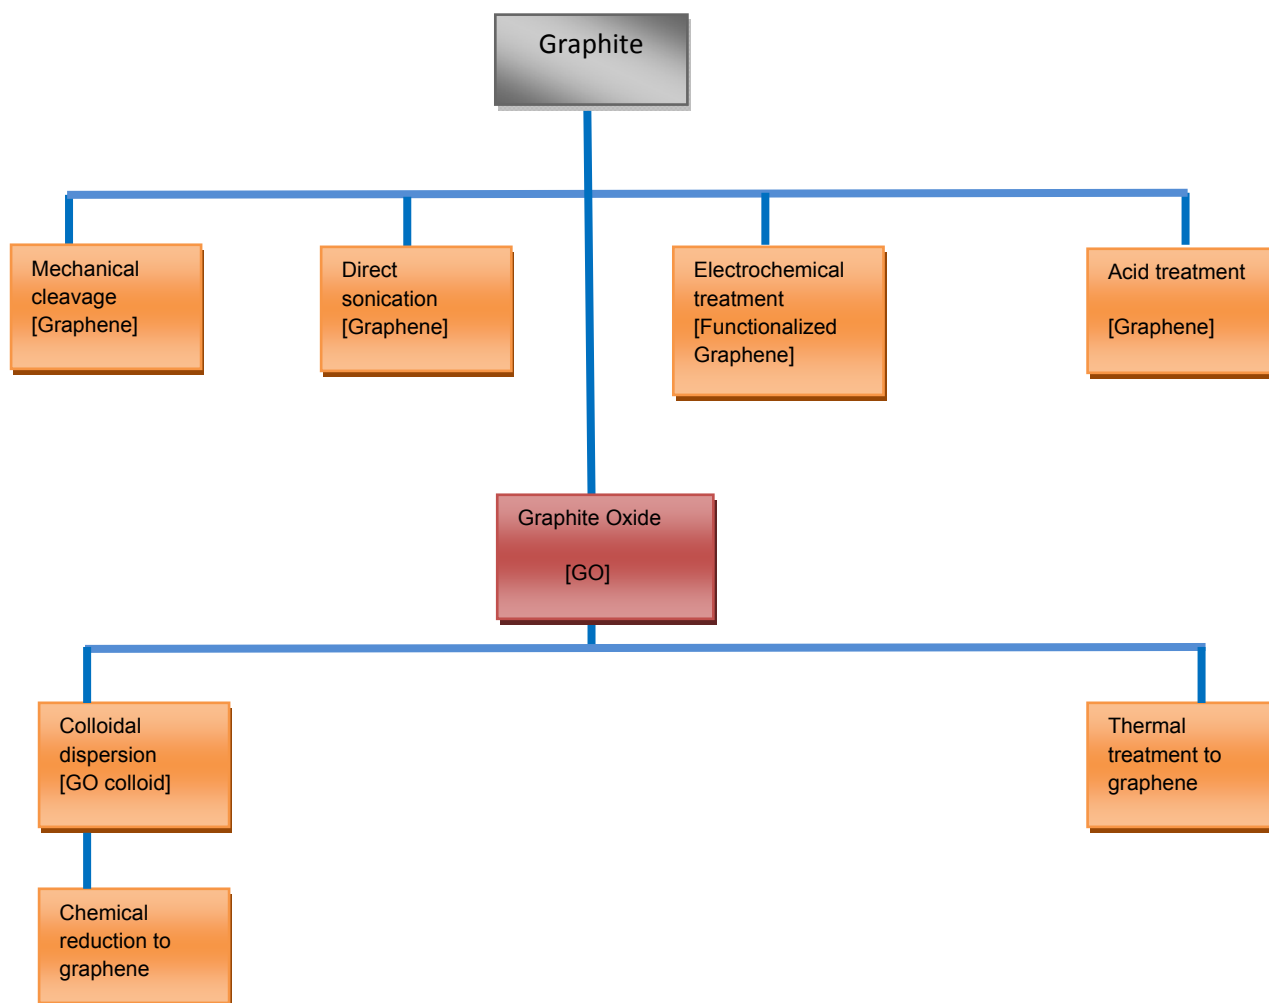 Graphite
Mechanical
cleavage
[Graphene]
Direct
sonication
[Graphene]
Electrochemical
treatment
[Functionalized
Graphene]
Acid treatment
[Graphene]
Graphite Oxide
[GO]
Colloidal
dispersion
[GO colloid]
Thermal
treatment to
graphene
Chemical
reduction to
graphene